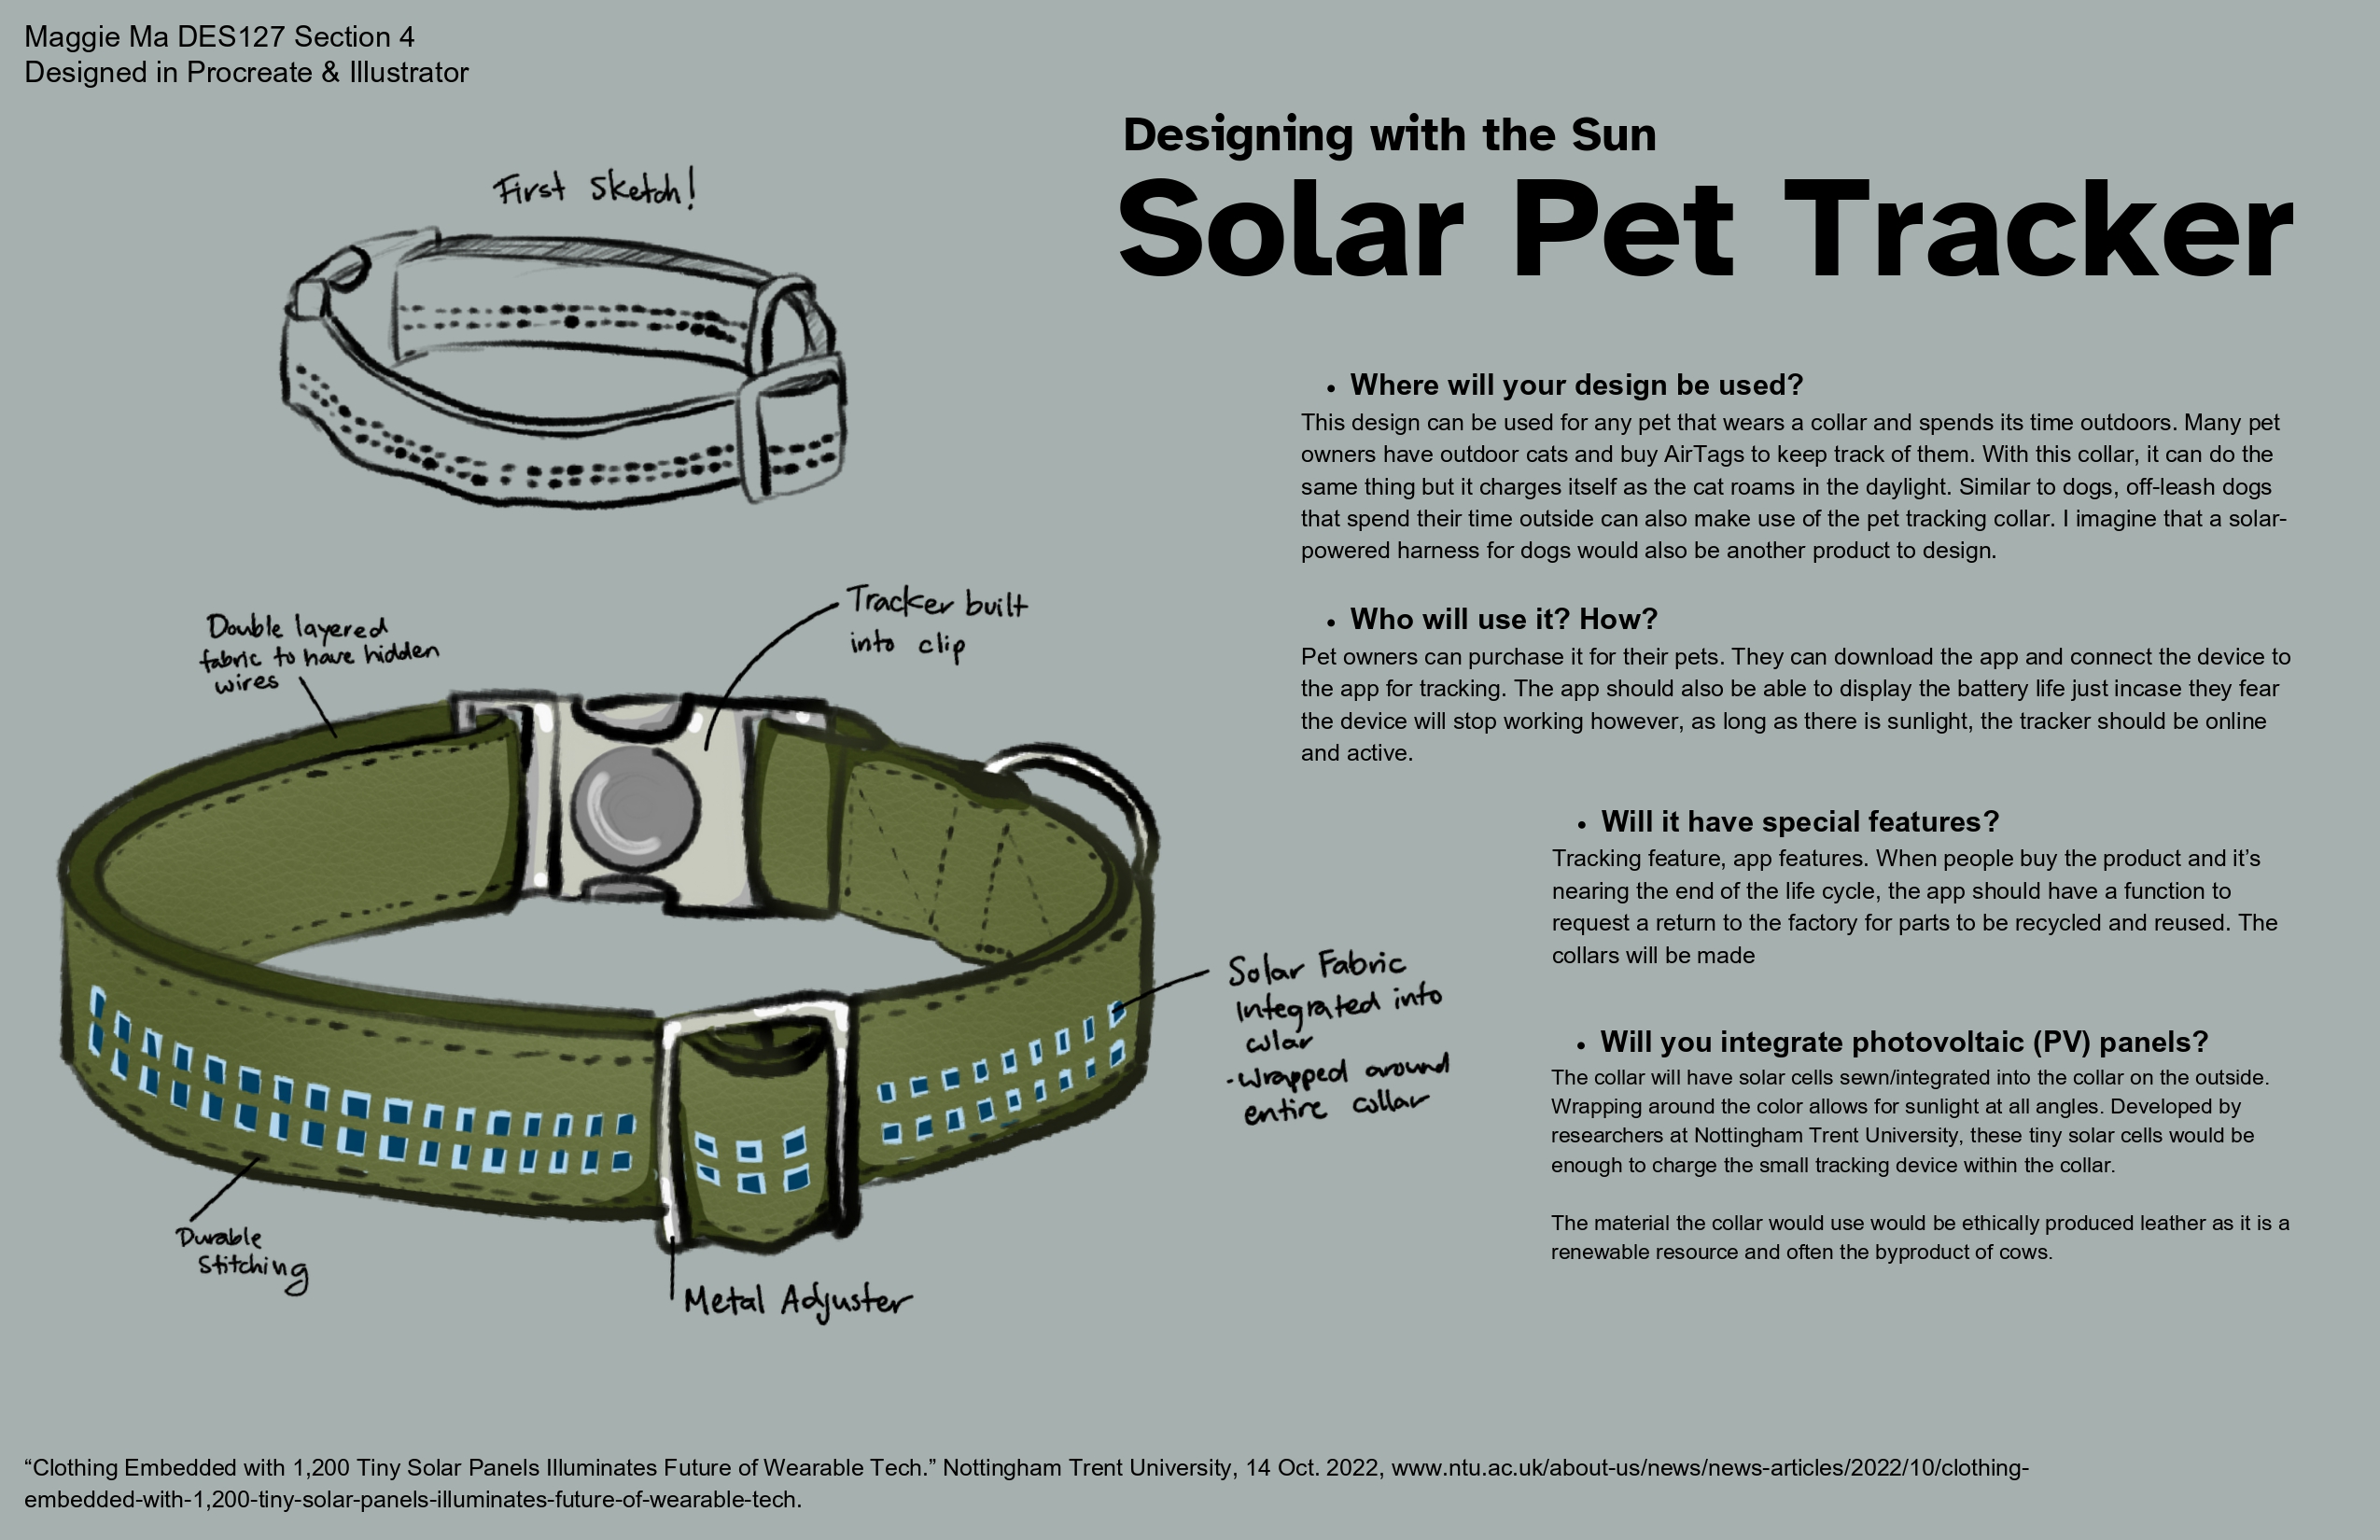 Maggie Ma DES127 Section 4
Designed in Procreate & Illustrator
Designing with the Sun
Solar Pet Tracker
First Sketch!
• Where will your design be used?
This design can be used for any pet that wears a collar and spends its time outdoors. Many pet
owners have outdoor cats and buy AirTags to keep track of them. With this collar, it can do the
same thing but it charges itself as the cat roams in the daylight. Similar to dogs, off-leash dogs
that spend their time outside can also make use of the pet tracking collar. I imagine that a solar-
powered harness for dogs would also be another product to design.
• Who will use it? How?
Pet owners can purchase it for their pets. They can download the app and connect the device to
the app for tracking. The app should also be able to display the battery life just incase they fear
the device will stop working however, as long as there is sunlight, the tracker should be online
and active.
• Will it have special features?
Tracking feature, app features. When people buy the product and it’s
nearing the end of the life cycle, the app should have a function to
request a return to the factory for parts to be recycled and reused. The
collars will be made
• Will you integrate photovoltaic (PV) panels?
The collar will have solar cells sewn/integrated into the collar on the outside.
Wrapping around the color allows for sunlight at all angles. Developed by
researchers at Nottingham Trent University, these tiny solar cells would be
enough to charge the small tracking device within the collar.
The material the collar would use would be ethically produced leather as it is a
renewable resource and often the byproduct of cows.
Double layered
fabric to have hidden
wires
Tracker built
into clip
Solar Fabric
Integrated into
colar
-Wrapped around
entire collar
Durable
Stitching
Metal Adjuster
“Clothing Embedded with 1,200 Tiny Solar Panels Illuminates Future of Wearable Tech.” Nottingham Trent University, 14 Oct. 2022, www.ntu.ac.uk/about-us/news/news-articles/2022/10/clothing-
embedded-with-1,200-tiny-solar-panels-illuminates-future-of-wearable-tech.